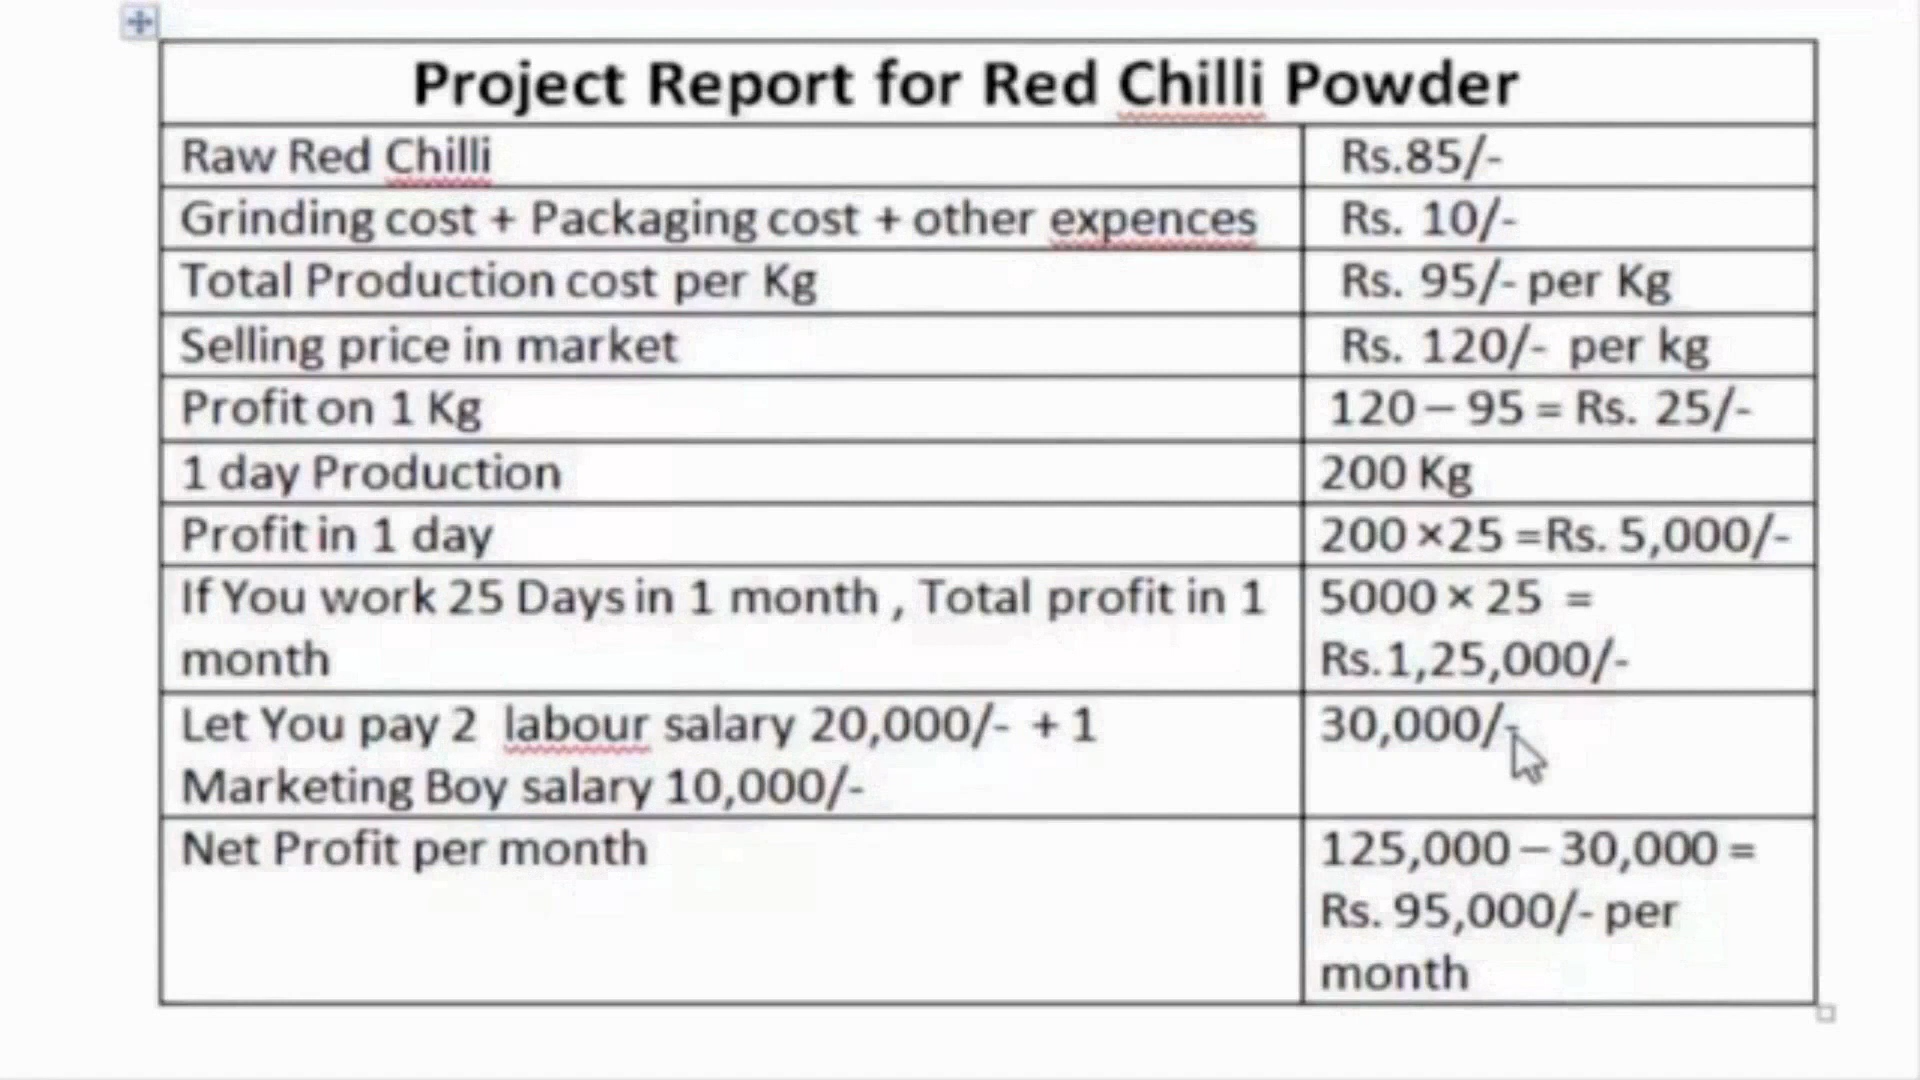 Project Report for Red Chilli Powder
Raw Red Chilli Rs.85/-
Grinding cost + Packaging cost + other expences Rs. 10/-
Total Production cost per Kg Rs. 95/- per Kg
Selling price in market Rs. 120/- per kg
Profit on 1 Kg 120 – 95 = Rs. 25/-
1 day Production 200 Kg
Profit in 1 day 200 ×25 =Rs. 5,000/-
If You work 25 Days in 1 month , Total profit in 1
month
5000 × 25 =
Rs.1,25,000/-
Let You pay 2 labour salary 20,000/- + 1
Marketing Boy salary 10,000/-
30,000/-
Net Profit per month
125,000 – 30,000 =
Rs. 95,000/- per
month